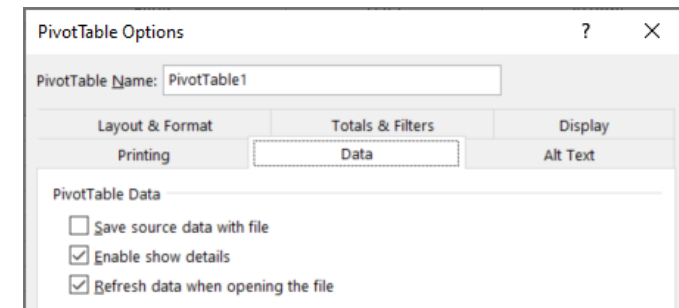 PivotTable Options ?
PivotTable Name: PivotTable1
Layout & Format Totals & Filters Display
Printing Data Alt Text
PivotTable Data
Save source data with file
Enable show details
Refresh data when opening the file